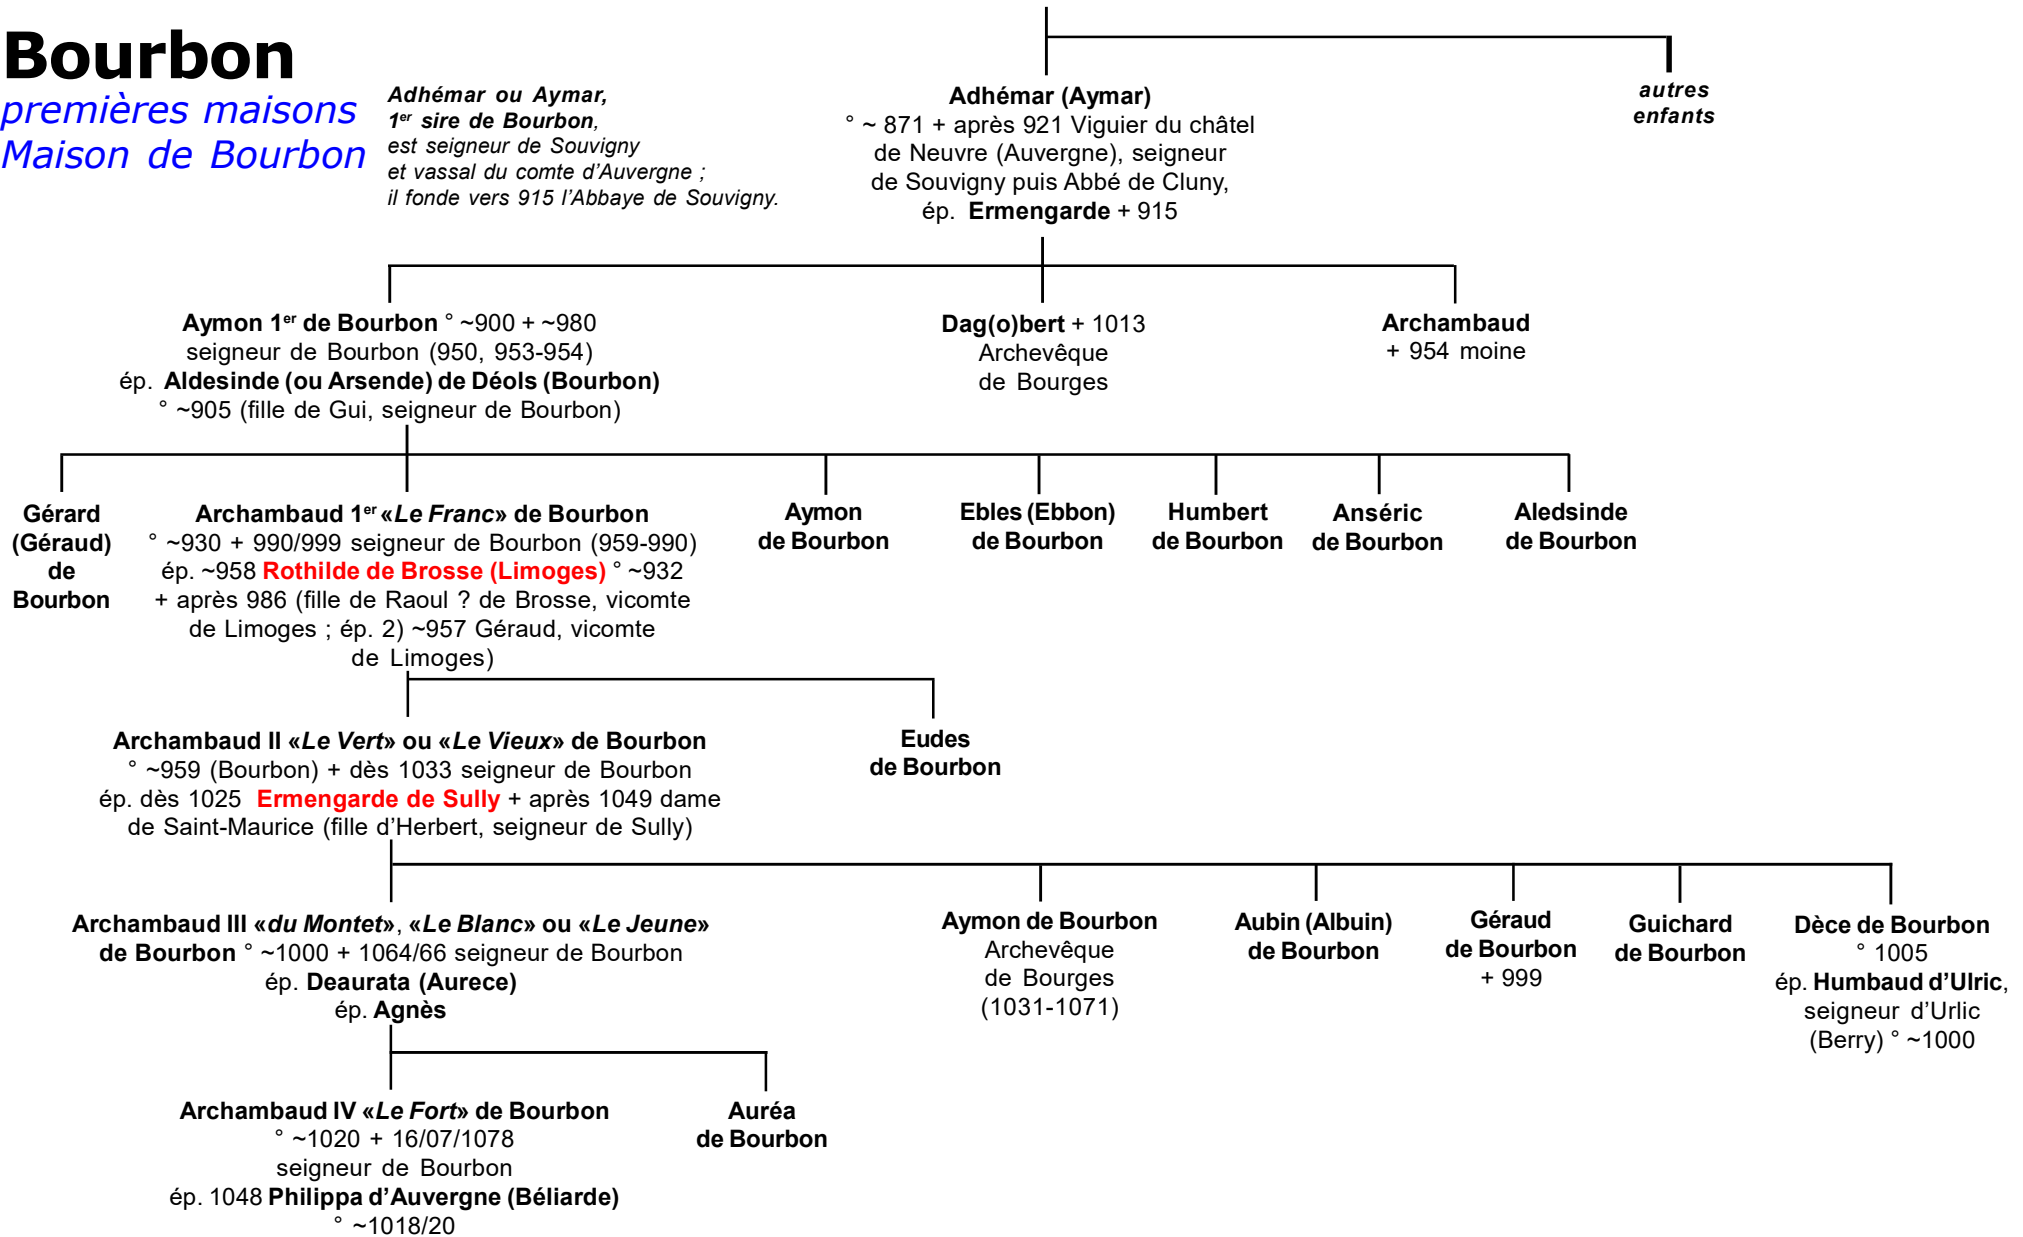 Bourbon
premières maisons
Maison de Bourbon
Adhémar ou Aymar,
1er sire de Bourbon,
est seigneur de Souvigny
et vassal du comte d’Auvergne ;
il fonde vers 915 l’Abbaye de Souvigny.
Adhémar (Aymar)
° ~ 871 + après 921 Viguier du châtel
de Neuvre (Auvergne), seigneur
de Souvigny puis Abbé de Cluny,
ép. Ermengarde + 915
autres
enfants
Aymon 1er de Bourbon ° ~900 + ~980
seigneur de Bourbon (950, 953-954)
ép. Aldesinde (ou Arsende) de Déols (Bourbon)
° ~905 (fille de Gui, seigneur de Bourbon)
Dag(o)bert + 1013
Archevêque
de Bourges
Archambaud
+ 954 moine
Gérard
(Géraud)
de
Bourbon
Archambaud 1er «Le Franc» de Bourbon
° ~930 + 990/999 seigneur de Bourbon (959-990)
ép. ~958 Rothilde de Brosse (Limoges) ° ~932
+ après 986 (fille de Raoul ? de Brosse, vicomte
de Limoges ; ép. 2) ~957 Géraud, vicomte
de Limoges)
Aymon
de Bourbon
Ebles (Ebbon)
de Bourbon
Humbert
de Bourbon
Anséric
de Bourbon
Aledsinde
de Bourbon
Archambaud II «Le Vert» ou «Le Vieux» de Bourbon
° ~959 (Bourbon) + dès 1033 seigneur de Bourbon
ép. dès 1025 Ermengarde de Sully + après 1049 dame
de Saint-Maurice (fille d’Herbert, seigneur de Sully)
Eudes
de Bourbon
Archambaud III «du Montet», «Le Blanc» ou «Le Jeune»
de Bourbon ° ~1000 + 1064/66 seigneur de Bourbon
ép. Deaurata (Aurece)
ép. Agnès
Aymon de Bourbon
Archevêque
de Bourges
(1031-1071)
Aubin (Albuin)
de Bourbon
Géraud
de Bourbon
+ 999
Guichard
de Bourbon
Dèce de Bourbon
° 1005
ép. Humbaud d’Ulric,
seigneur d’Urlic
(Berry) ° ~1000
Archambaud IV «Le Fort» de Bourbon
° ~1020 + 16/07/1078
seigneur de Bourbon
ép. 1048 Philippa d’Auvergne (Béliarde)
° ~1018/20
Auréa
de Bourbon